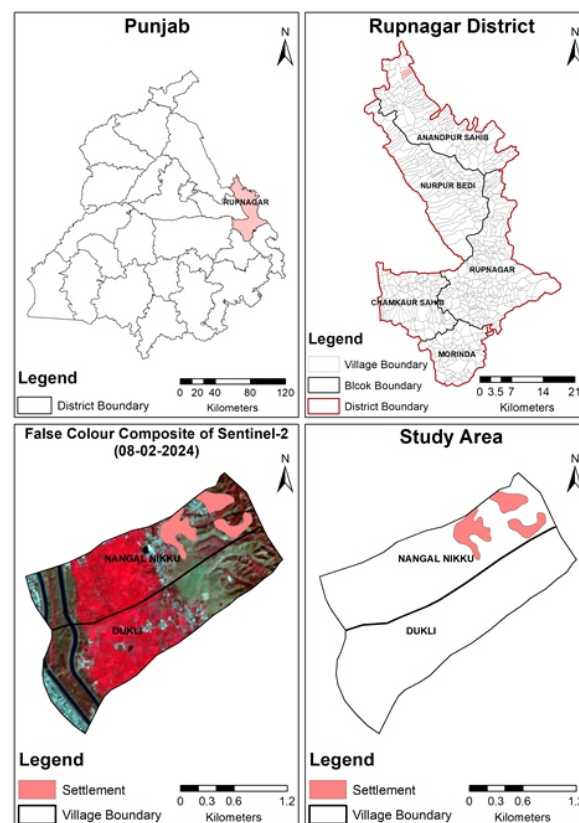 Punjab
N
RUPNAGAR
Legend
District Boundary
0 20 40 80 120
Kilometers
Rupnagar District
N
ANANDPUR SAHIB
NURPUR BEDI
RUPNAGAR
CHAMKAUR SAHIB
MORINDA
Legend
Village Boundary
Blcok Boundary
District Boundary
0 3.5 7 14 21
Kilometers
False Colour Composite of Sentinel-2
(08-02-2024)
N
NANGAL NIKKU
DUKLI
Legend
Settlement
Village Boundary
0 0.3 0.6 1.2
Kilometers
Study Area
N
NANGAL NIKKU
DUKLI
Legend
Settlement
Village Boundary
0 0.3 0.6 1.2
Kilometers